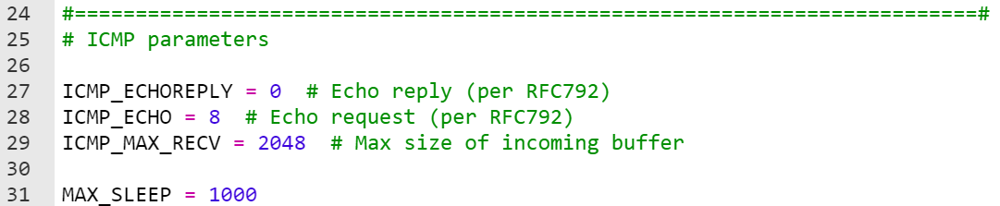 24 #===========================================================================#
25 # ICMP parameters
26
27 ICMP_ECHOREPLY = 0  # Echo reply (per RFC792)
28 ICMP_ECHO = 8  # Echo request (per RFC792)
29 ICMP_MAX_RECV = 2048  # Max size of incoming buffer
30
31 MAX_SLEEP = 1000